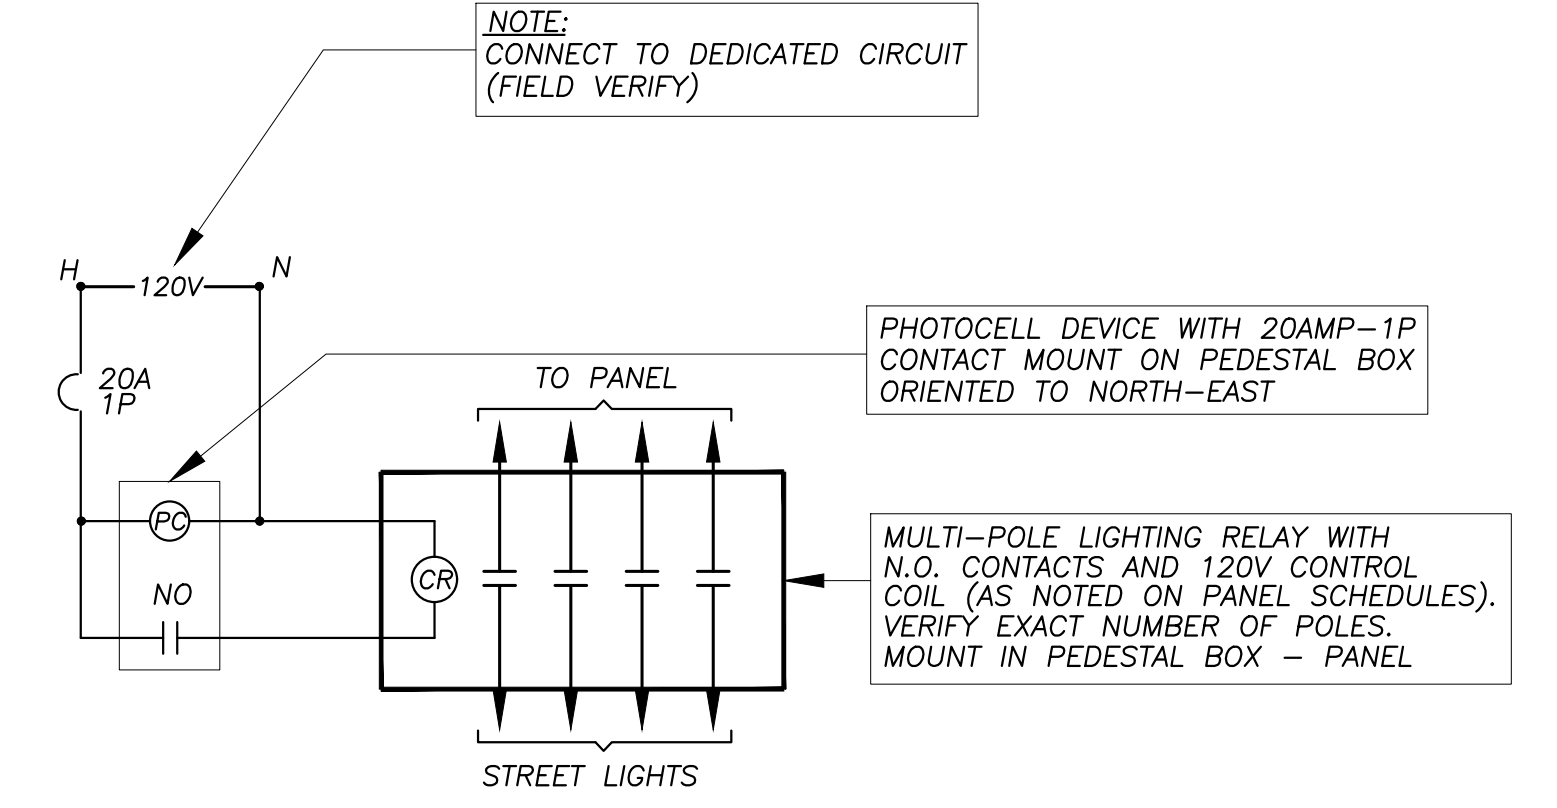 NOTE:
CONNECT TO DEDICATED CIRCUIT
(FIELD VERIFY)
H
N
120V
20A
1P
PHOTOCELL DEVICE WITH 20AMP-1P
CONTACT MOUNT ON PEDESTAL BOX
ORIENTED TO NORTH-EAST
TO PANEL
PC
CR
NO
MULTI-POLE LIGHTING RELAY WITH
N.O. CONTACTS AND 120V CONTROL
COIL (AS NOTED ON PANEL SCHEDULES).
VERIFY EXACT NUMBER OF POLES.
MOUNT IN PEDESTAL BOX - PANEL
STREET LIGHTS